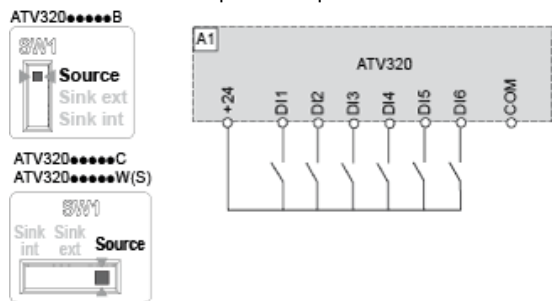 ATV320●●●●●B
SW1
Source
Sink ext
Sink int
A1
ATV320
+24
DI1
DI2
DI3
DI4
DI5
DI6
COM
ATV320●●●●●C
ATV320●●●●●W(S)
SW1
Sink int
Sink ext
Source